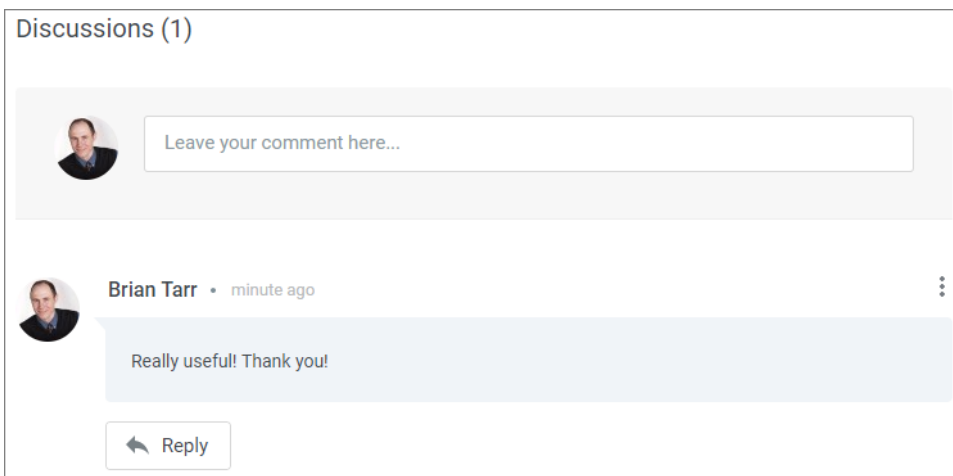 Discussions (1)
Leave your comment here...
Brian Tarr • minute ago
Really useful! Thank you!
Reply